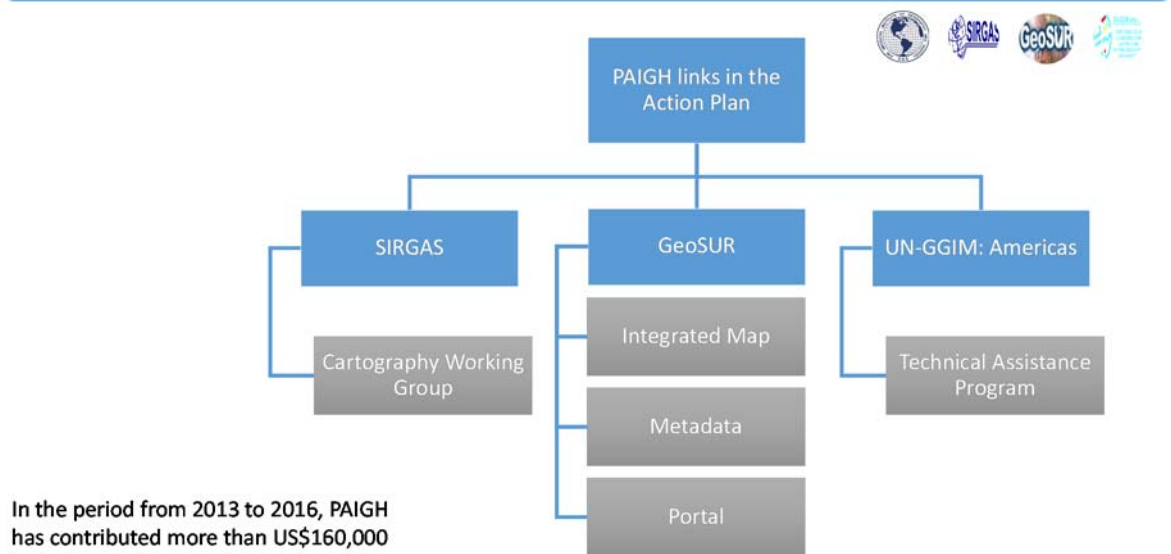 SIRGAS
GeoSUR
PAIGH links in the
Action Plan
SIRGAS
GeoSUR
UN-GGIM: Americas
Cartography Working
Group
Integrated Map
Technical Assistance
Program
Metadata
Portal
In the period from 2013 to 2016, PAIGH
has contributed more than US$160,000